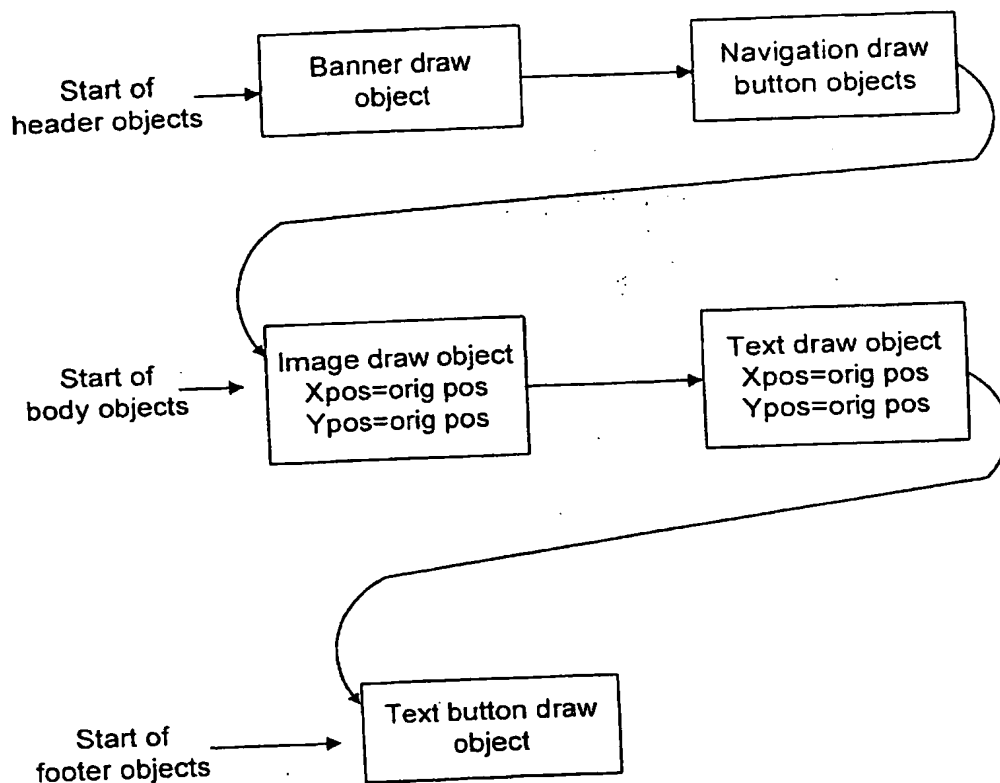 Start of
header objects
Banner draw
object
Navigation draw
button objects
Start of
body objects
Image draw object
Xpos=orig pos
Ypos=orig pos
Text draw object
Xpos=orig pos
Ypos=orig pos
Start of
footer objects
Text button draw
object